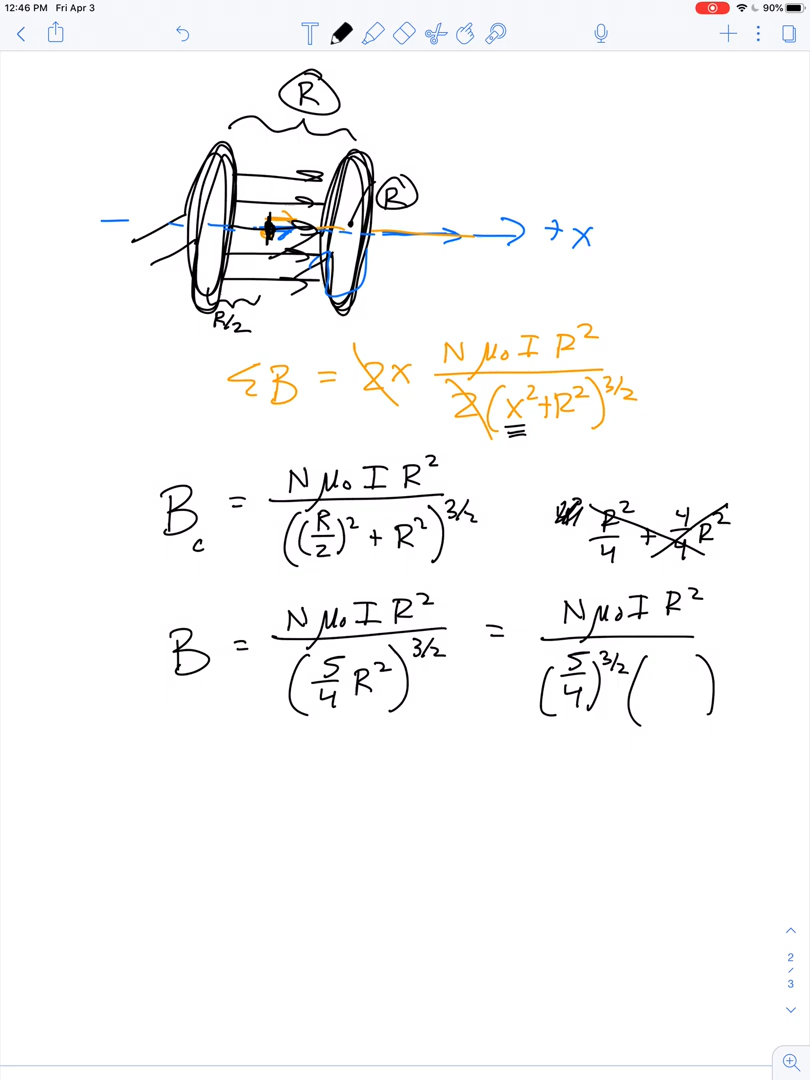 12:46 PM Fri Apr 3
90%
T
R
R
+x
R/2
ΣB = 2x N μ₀ I R² / 2(x²+R²)^3/2
B_c = N μ₀ I R² / ((R/2)² + R²)^3/2
R²/4 + 4/4 R²
B = N μ₀ I R² / (5/4 R²)^3/2 = N μ₀ I R² / (5/4)^3/2 ( )
2
/
3